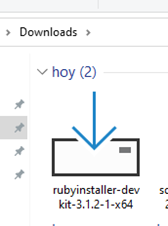 Downloads
hoy (2)
rubyinstaller-dev
kit-3.1.2-1-x64